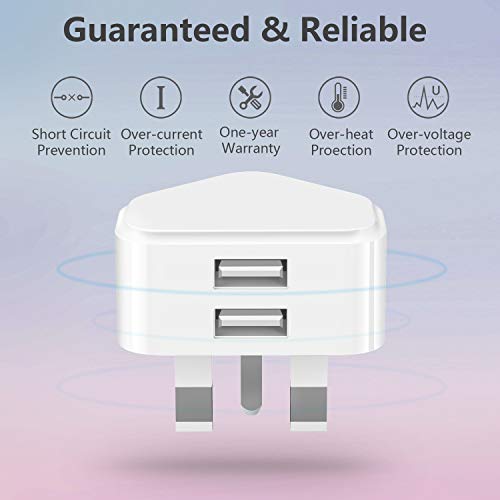 Guaranteed & Reliable
I
U
Short Circuit
Prevention
Over-current
Protection
One-year
Warranty
Over-heat
Proection
Over-voltage
Protection